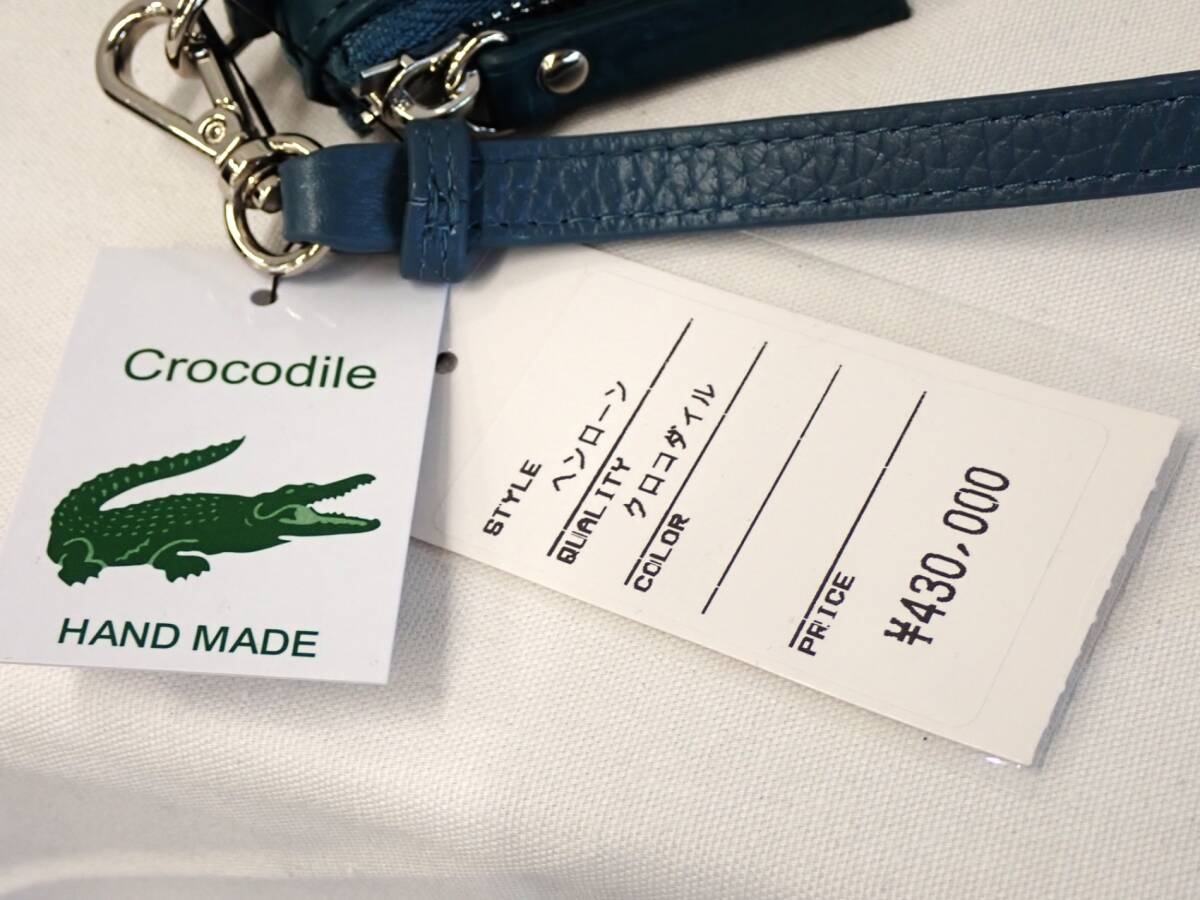 Crocodile
HAND MADE
STYLE
ヘンローン
QUALITY
クロコダイル
COLOR
PRICE
¥430,000